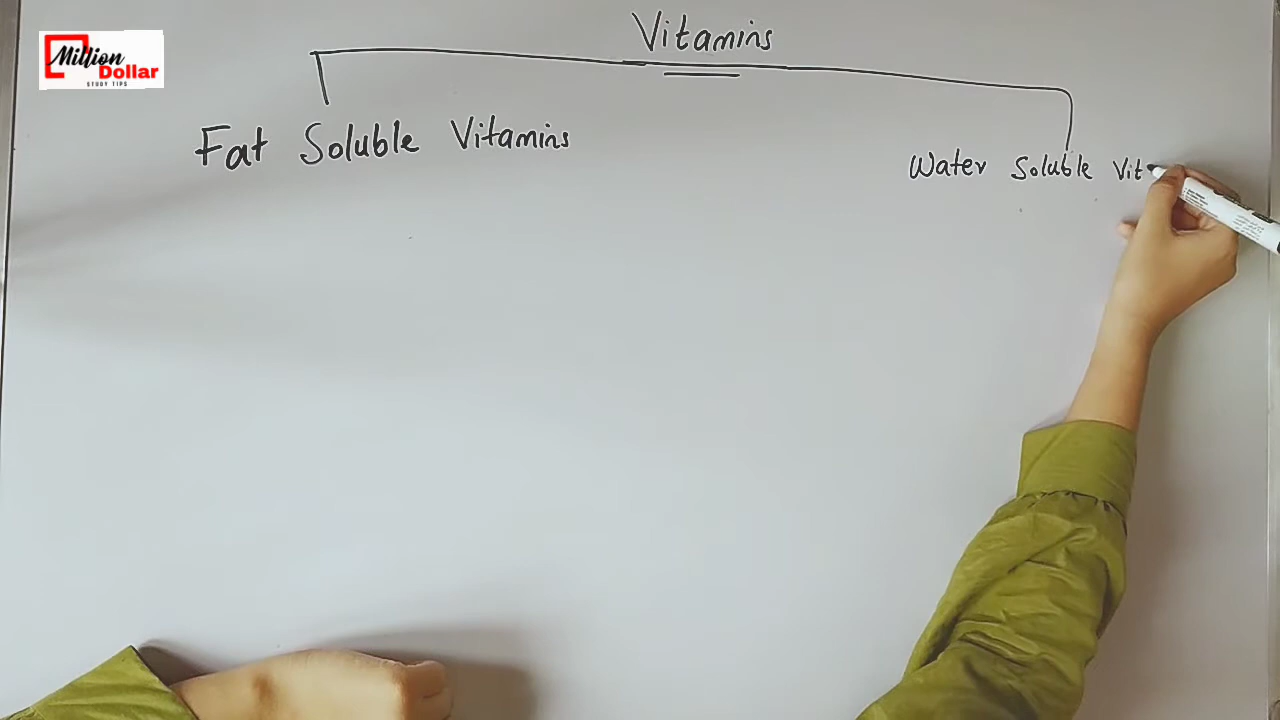 Vitamins
Million
Dollar
STUDY TIPS
Fat Soluble Vitamins
Water Soluble Vit